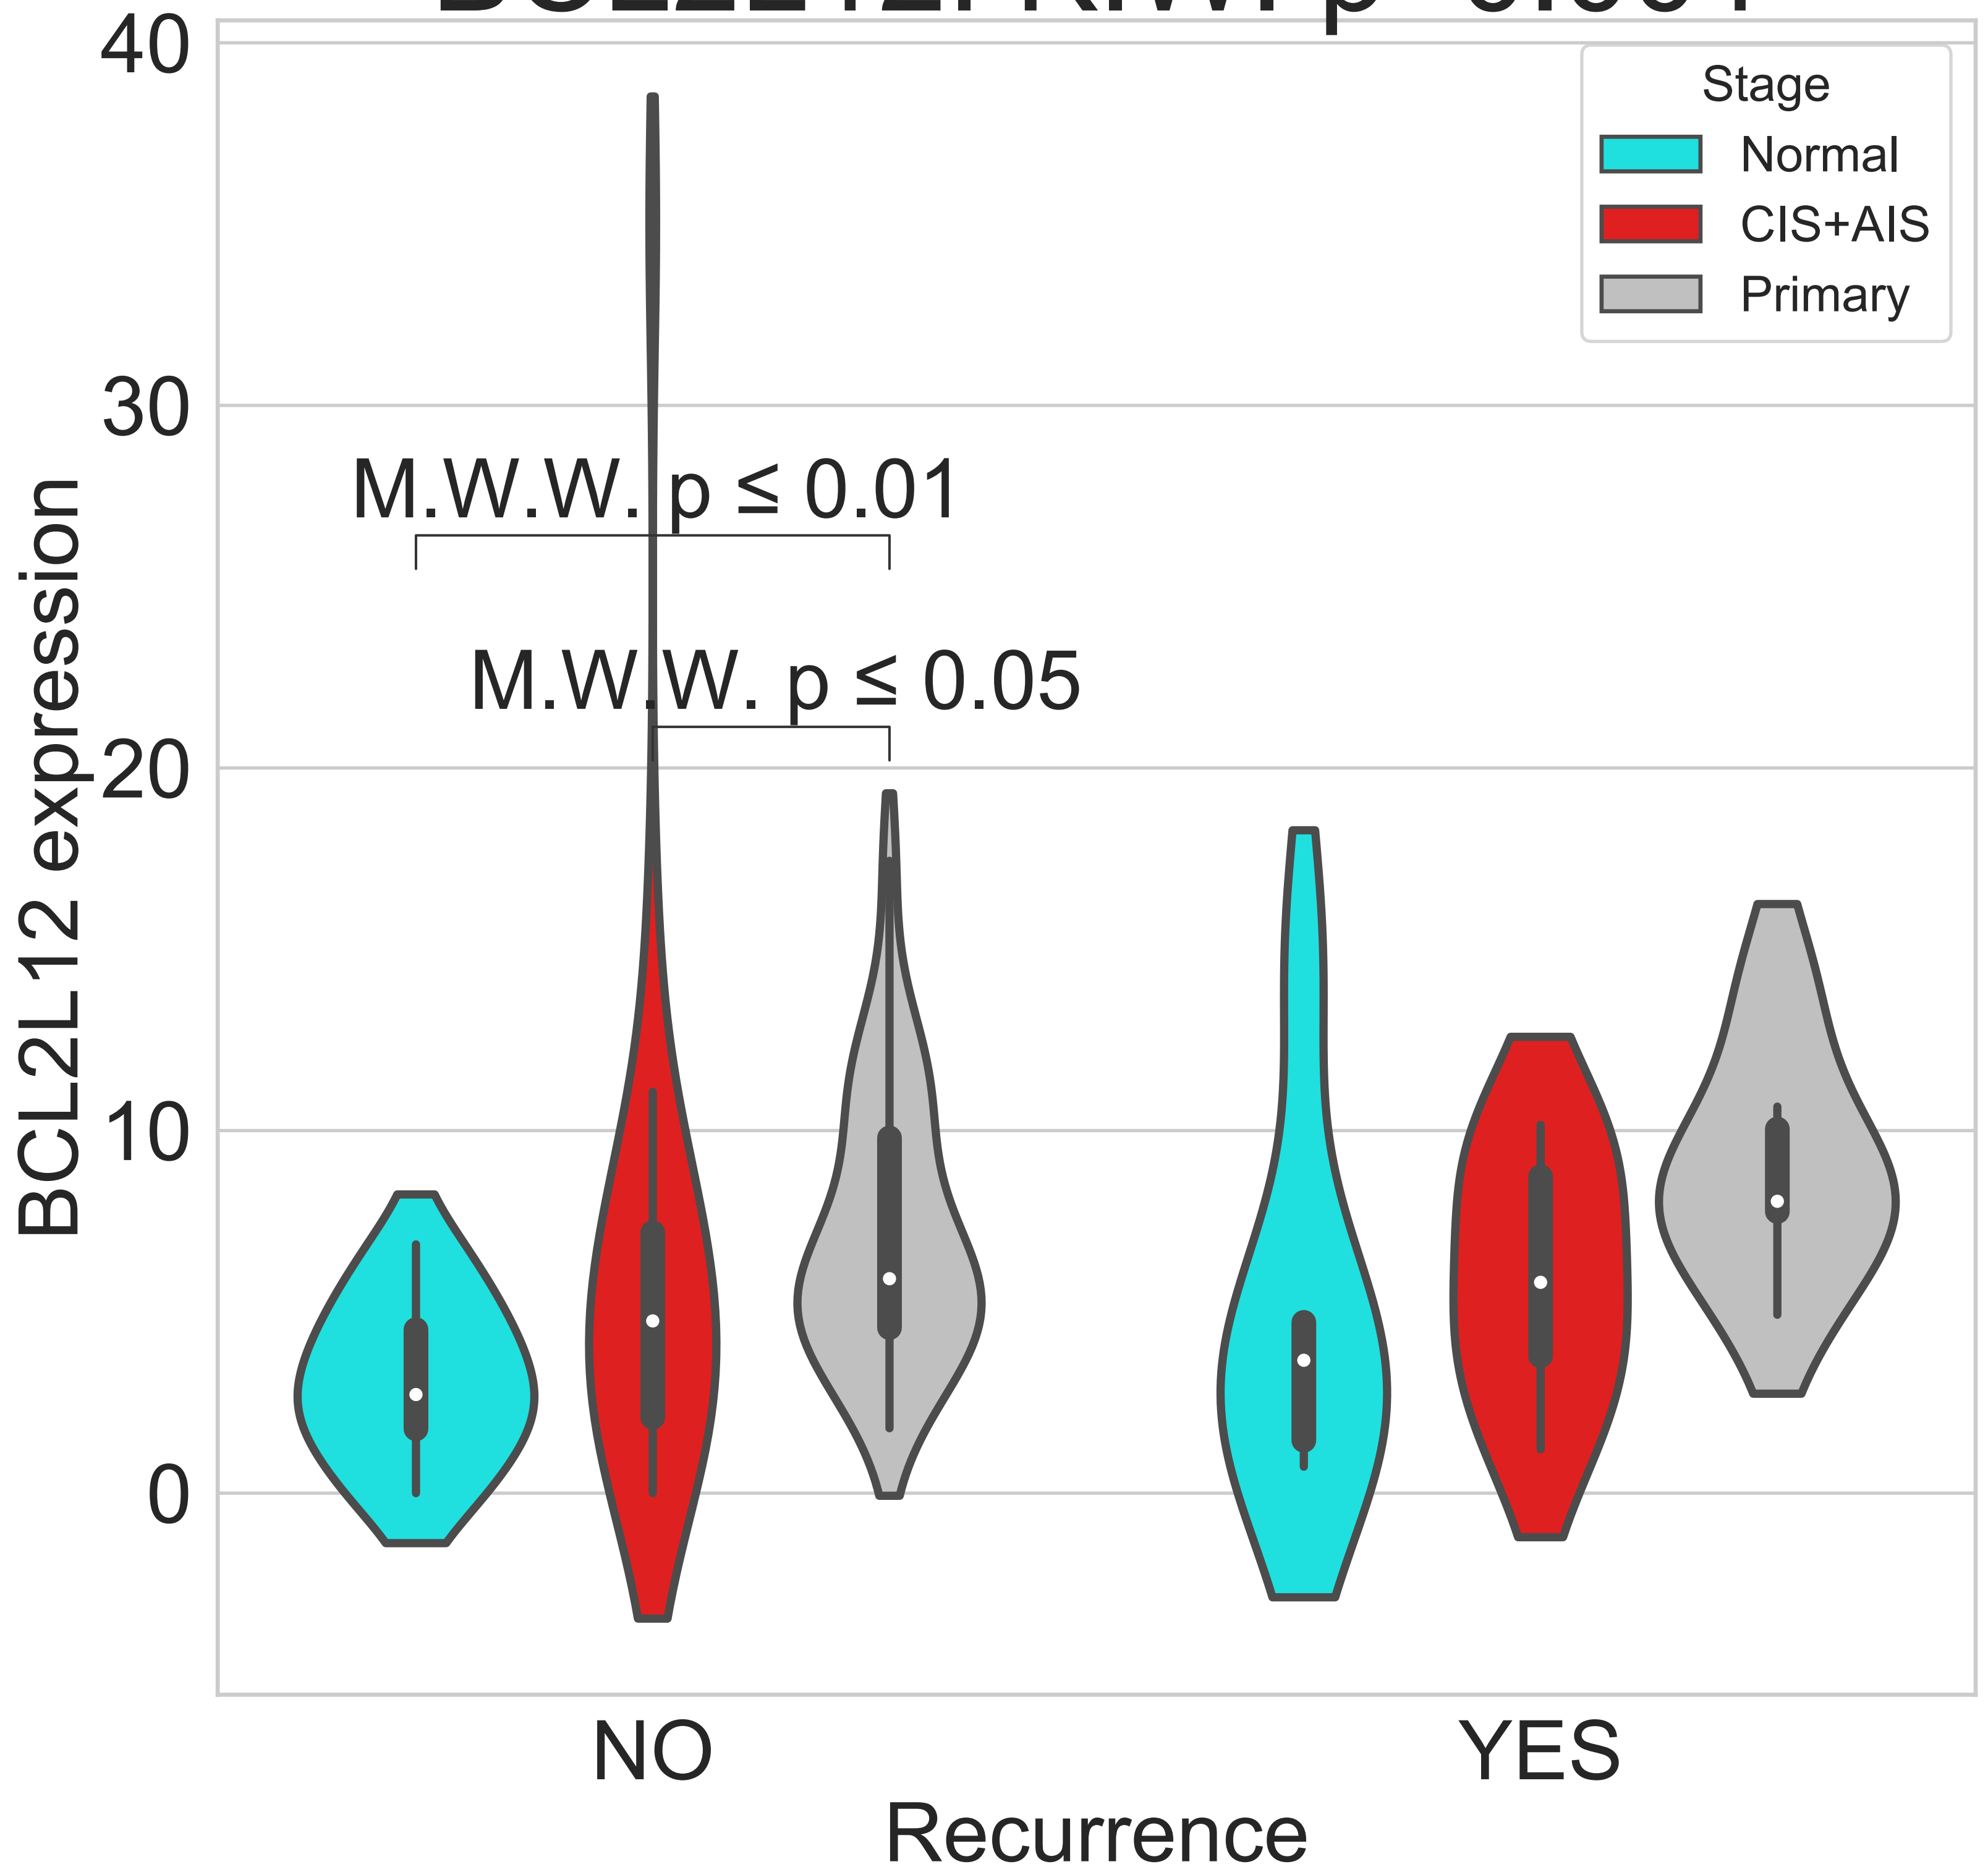 40
Stage
Normal
CIS+AIS
Primary
30
M.W.W. p ≤ 0.01
M.W.W. p ≤ 0.05
20
10
0
BCL2L12 expression
NO
YES
Recurrence